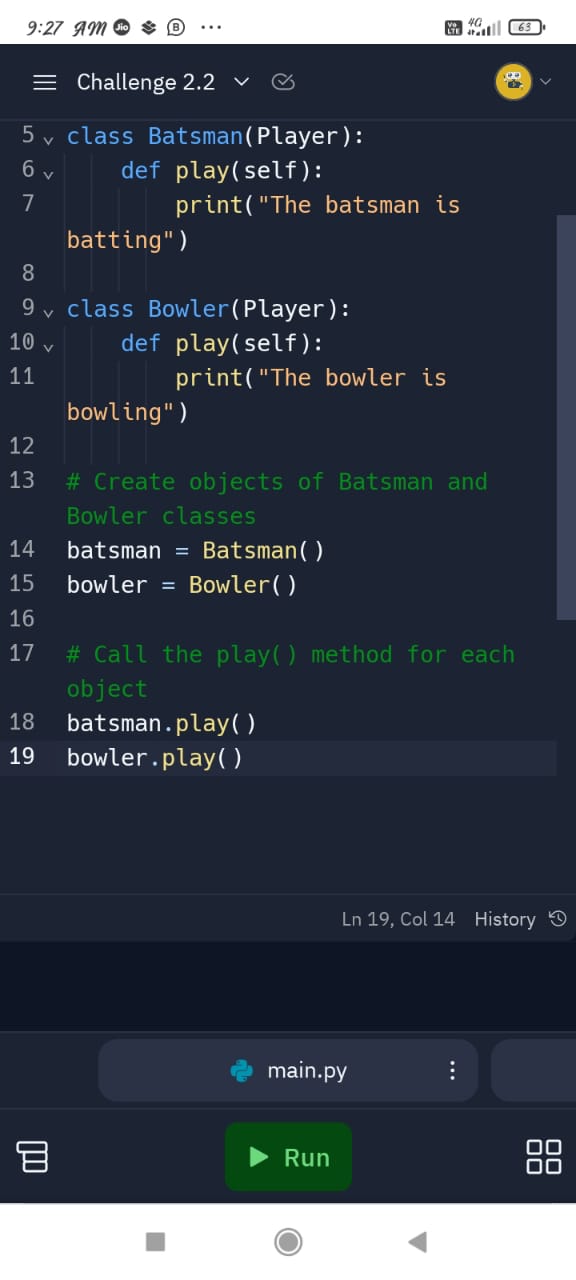 9:27 AM Jio B ... Vo LTE 4G 63
Challenge 2.2
5 class Batsman(Player):
6 def play(self):
7 print("The batsman is
batting")
8
9 class Bowler(Player):
10 def play(self):
11 print("The bowler is
bowling")
12
13 # Create objects of Batsman and
Bowler classes
14 batsman = Batsman()
15 bowler = Bowler()
16
17 # Call the play() method for each
object
18 batsman.play()
19 bowler.play()
Ln 19, Col 14 History
main.py
Run